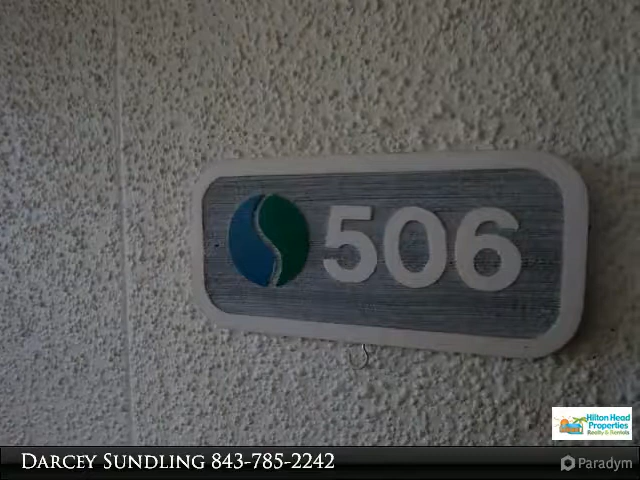 506
Hilton Head
Properties
Realty & Rentals
DARCEY SUNDLING 843-785-2242
Paradym